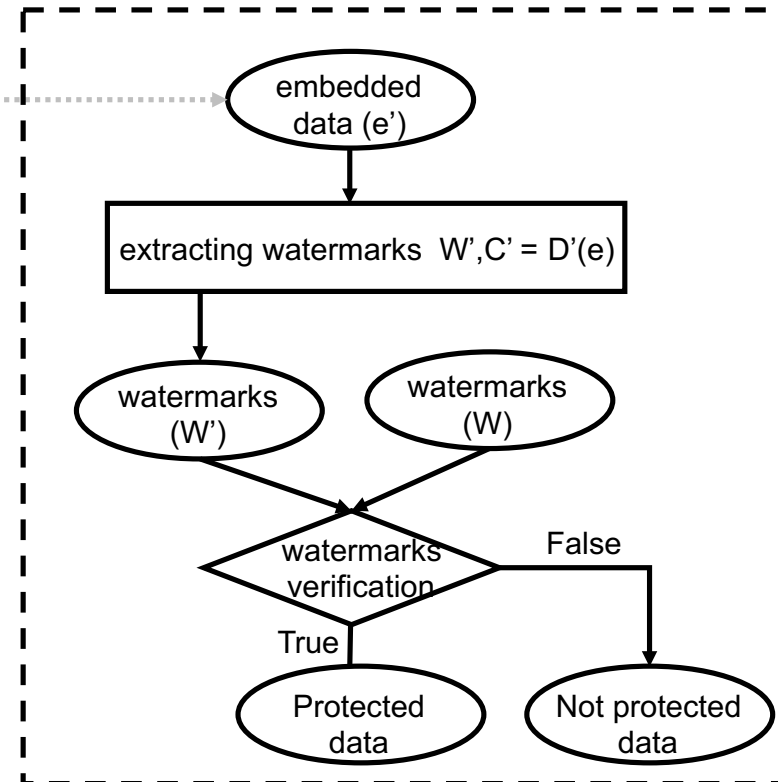 embedded
data (e’)
extracting watermarks  W’,C’ = D’(e)
watermarks
(W’)
watermarks
(W)
watermarks
verification
False
True
Protected
data
Not protected
data